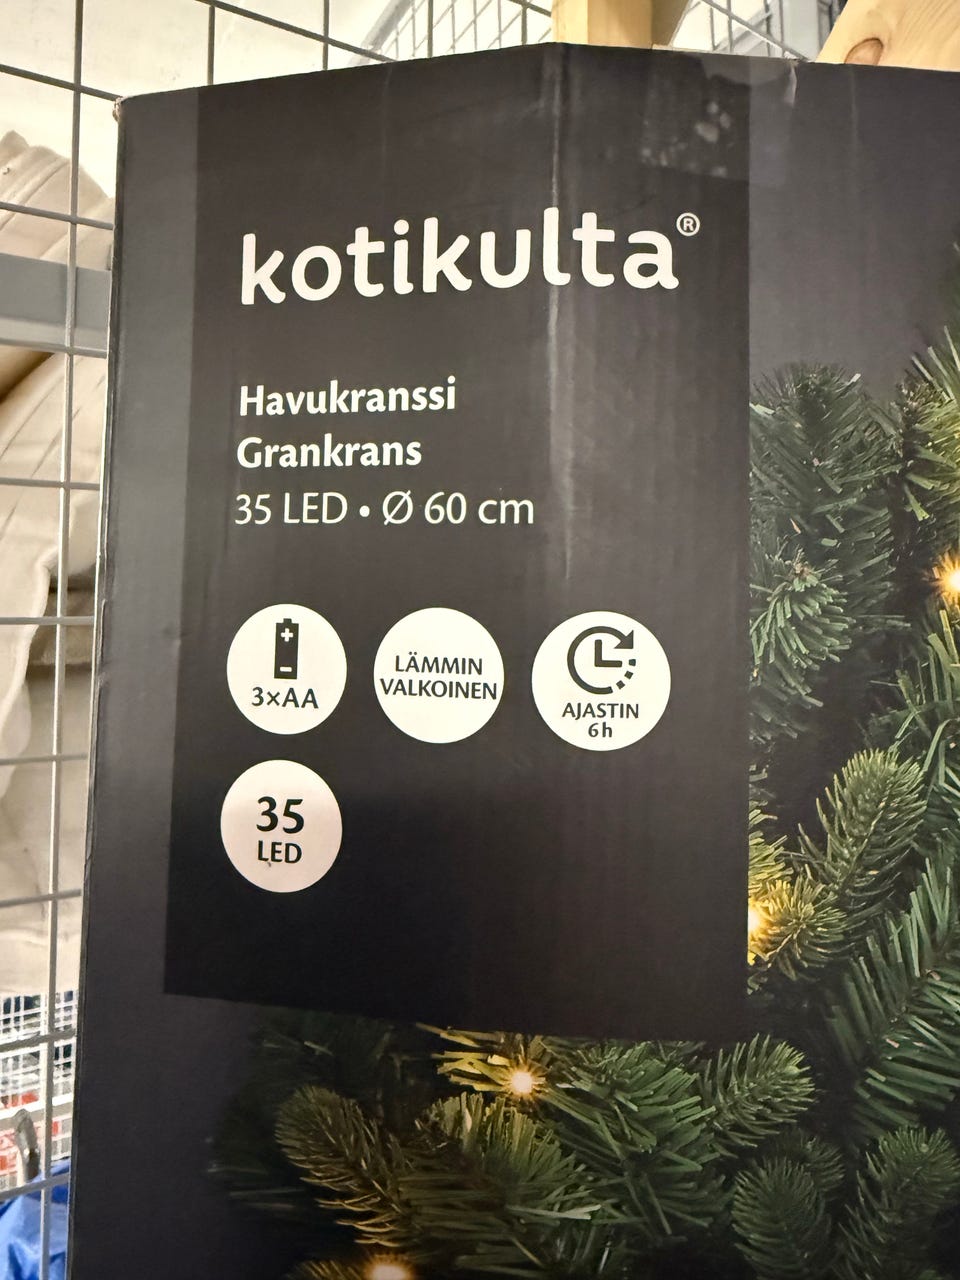 kotikulta®
Havukranssi
Grankrans
35 LED • Ø 60 cm
3×AA
LÄMMIN
VALKOINEN
AJASTIN
6h
35
LED